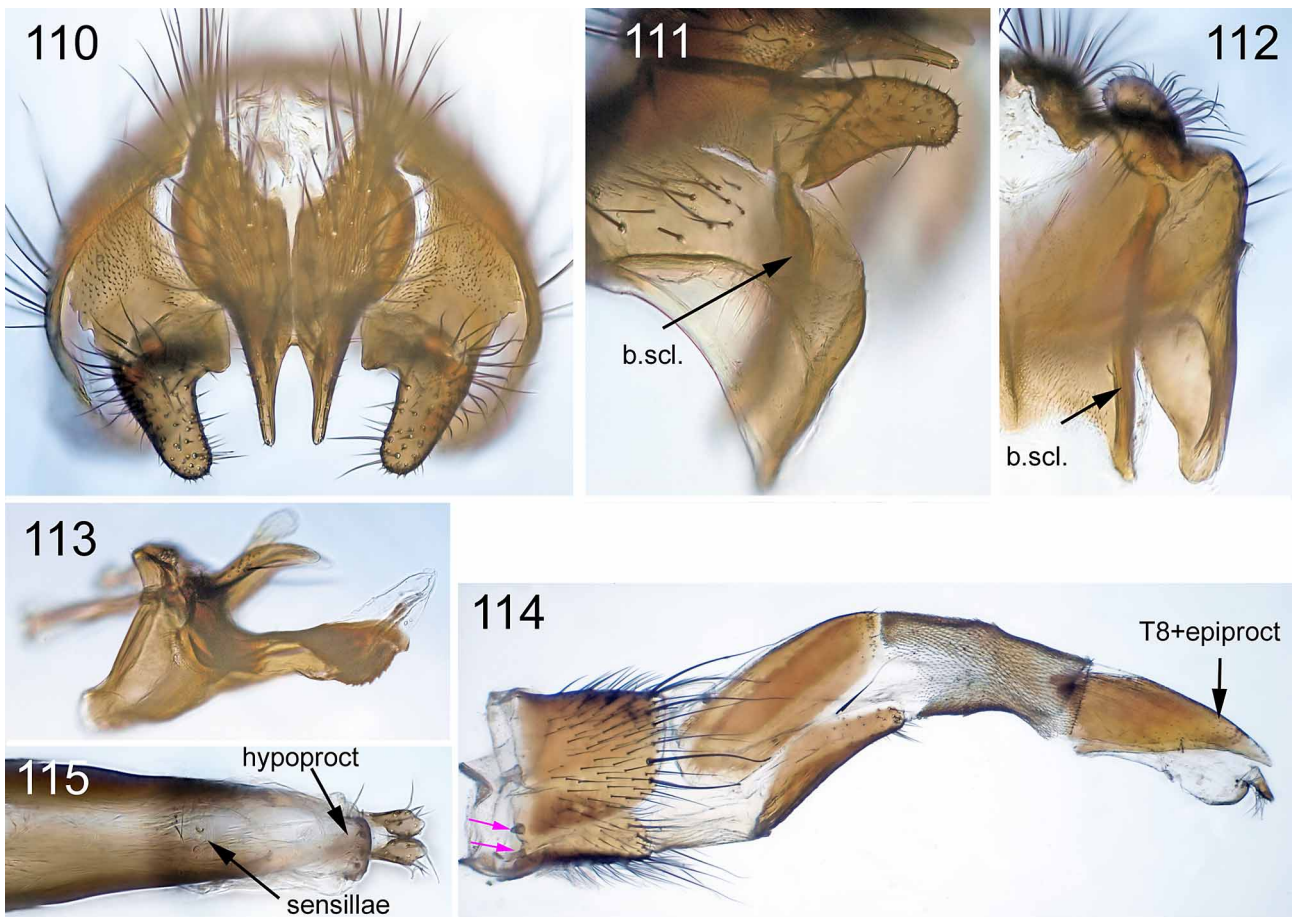 110
111
112
b.scl.
b.scl.
113
114
T8+epiproct
115
hypoproct
sensillae